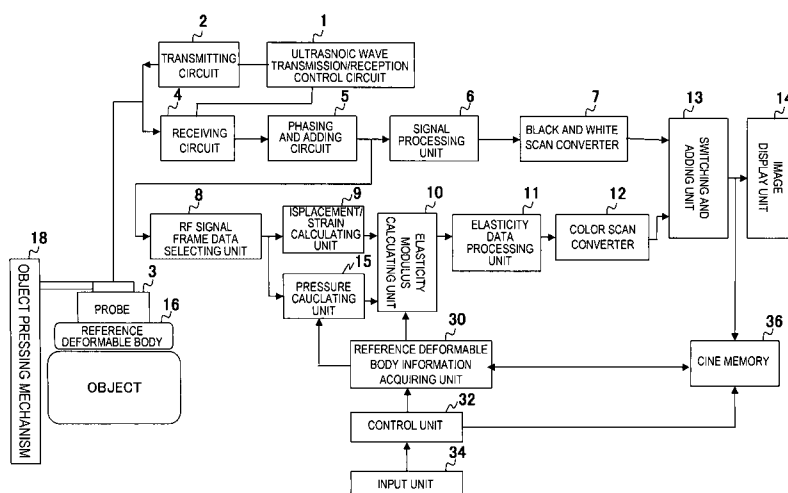 2
TRANSMITTING
CIRCUIT
1
ULTRASNOIC WAVE
TRANSMISSION/RECEPTION
CONTROL CIRCUIT
4
RECEIVING
CIRCUIT
5
PHASING
AND ADDING
CIRCUIT
6
SIGNAL
PROCESSING
UNIT
7
BLACK AND WHITE
SCAN CONVERTER
13
SWITCHING AND
ADDING UNIT
14
IMAGE
DISPLAY UNIT
8
RF SIGNAL
FRAME DATA
SELECTING UNIT
9
ISPLACEMENT/
STRAIN
CALCULATING
UNIT
10
ELASTICITY
MODULUS
CALCUATING UNIT
11
ELASTICITY
DATA
PROCESSING
UNIT
12
COLOR SCAN
CONVERTER
15
PRESSURE
CAUCLATING
UNIT
18
OBJECT PRESSING MECHANISM
3
PROBE
16
REFERENCE
DEFORMABLE BODY
OBJECT
30
REFERENCE DEFORMABLE
BODY INFORMATION
ACQUIRING UNIT
36
CINE MEMORY
32
CONTROL UNIT
34
INPUT UNIT